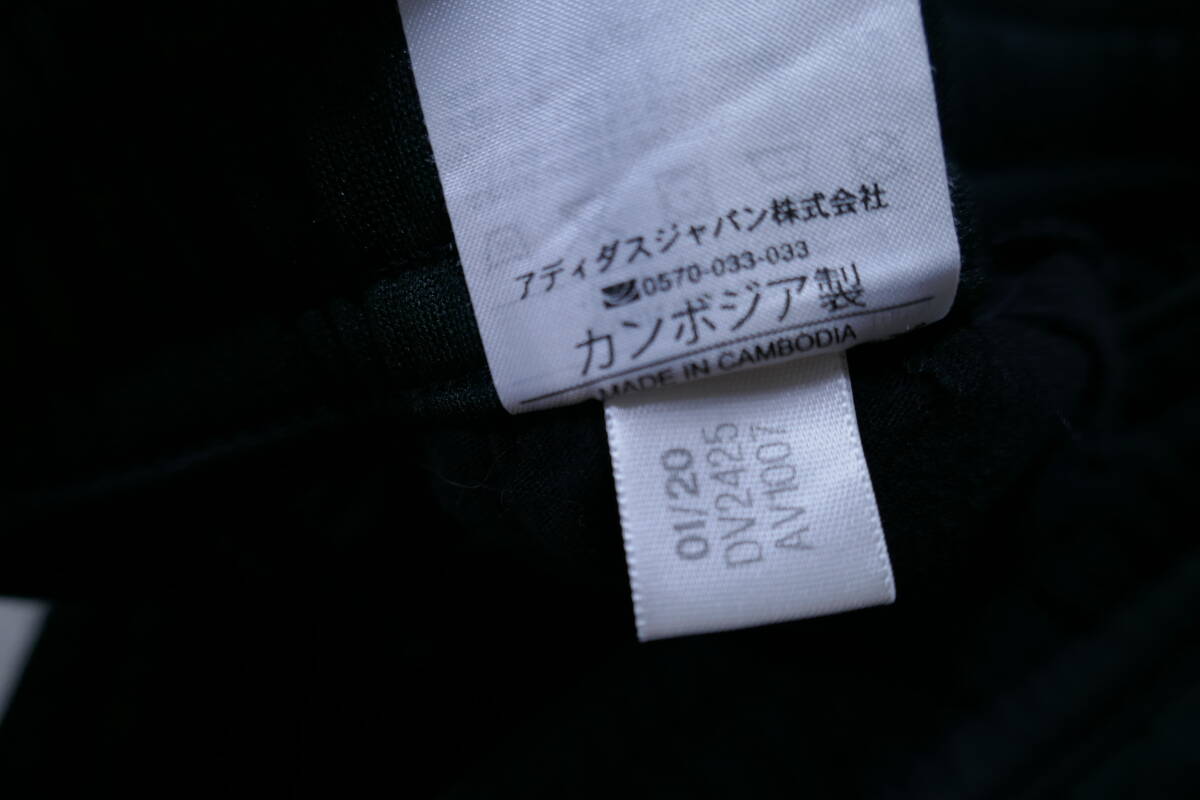 アディダスジャパン株式会社
0570-033-033
カンボジア製
MADE IN CAMBODIA
01/20
DV2425
AV1007